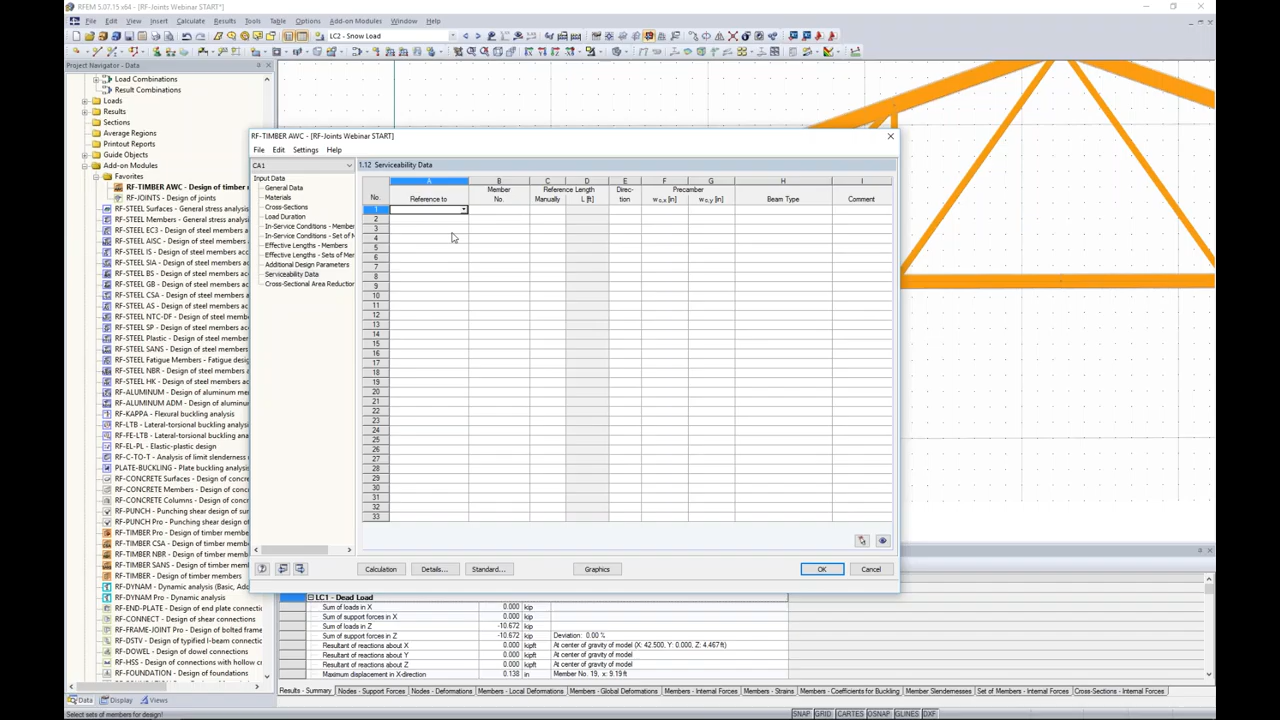 RFEM 5.07.15 x64 - [RF-Joints Webinar START*]
File Edit View Insert Calculate Results Tools Table Options Add-on Modules Window Help
LC2 - Snow Load
Project Navigator - Data
Load Combinations
Result Combinations
Loads
Results
Sections
Average Regions
Printout Reports
Guide Objects
Add-on Modules
Favorites
RF-TIMBER AWC - Design of timber
RF-JOINTS - Design of joints
RF-STEEL Surfaces - General stress analysis
RF-STEEL Members - General stress analysis
RF-STEEL EC3 - Design of steel members
RF-STEEL AISC - Design of steel members
RF-STEEL IS - Design of steel members acc
RF-STEEL SIA - Design of steel members
RF-STEEL BS - Design of steel members acc
RF-STEEL GB - Design of steel members acc
RF-STEEL CSA - Design of steel members
RF-STEEL AS - Design of steel members acc
RF-STEEL NTC-DF - Design of steel member
RF-STEEL SP - Design of steel members acc
RF-STEEL Plastic - Design of steel members
RF-STEEL SANS - Design of steel members
RF-STEEL Fatigue Members - Fatigue design
RF-STEEL NBR - Design of steel members
RF-STEEL HK - Design of steel members acc
RF-ALUMINUM - Design of aluminum mem
RF-ALUMINUM ADM - Design of aluminum
RF-KAPPA - Flexural buckling analysis
RF-LTB - Lateral-torsional buckling analysis
RF-FE-LTB - Lateral-torsional buckling analysis
RF-EL-PL - Elastic-plastic design
RF-C-TO-T - Analysis of limit slenderness
PLATE-BUCKLING - Plate buckling analysis
RF-CONCRETE Surfaces - Design of concrete
RF-CONCRETE Members - Design of concrete
RF-CONCRETE Columns - Design of concrete
RF-PUNCH - Punching shear design of
RF-PUNCH Pro - Punching shear design of
RF-TIMBER Pro - Design of timber members
RF-TIMBER CSA - Design of timber members
RF-TIMBER NBR - Design of timber members
RF-TIMBER SANS - Design of timber members
RF-TIMBER - Design of timber members
RF-DYNAM - Dynamic analysis (Basic, Add
RF-DYNAM Pro - Dynamic analysis
RF-END-PLATE - Design of end plate connecti
RF-CONNECT - Design of shear connections
RF-FRAME-JOINT Pro - Design of bolted frame
RF-DSTV - Design of typified I-beam connections
RF-DOWEL - Design of dowel connections
RF-HSS - Design of connections with hollow c
RF-FOUNDATION - Design of foundations
Data Display Views
RF-TIMBER AWC - [RF-Joints Webinar START]
File Edit Settings Help
CA1
1.12 Serviceability Data
Input Data
General Data
Materials
Cross-Sections
Load Duration
In-Service Conditions - Member
In-Service Conditions - Set of M
Effective Lengths - Members
Effective Lengths - Sets of Mem
Additional Design Parameters
Serviceability Data
Cross-Sectional Area Reduction
A B C D E F G H I
Member Reference Length Direc- Precamber
No. Reference to No. Manually L [ft] tion w c,x [in] w c,y [in] Beam Type Comment
1
2
3
4
5
6
7
8
9
10
11
12
13
14
15
16
17
18
19
20
21
22
23
24
25
26
27
28
29
30
31
32
33
Calculation Details... Standard... Graphics OK Cancel
LC1 - Dead Load
Sum of loads in X 0.000 kip
Sum of support forces in X 0.000 kip
Sum of loads in Z -10.672 kip
Sum of support forces in Z -10.672 kip Deviation: 0.00 %
Resultant of reactions about X 0.000 kipft At center of gravity of model (X: 42.500, Y: 0.000, Z: 4.467 ft)
Resultant of reactions about Y 0.000 kipft At center of gravity of model
Resultant of reactions about Z 0.000 kipft At center of gravity of model
Maximum displacement in X-direction 0.138 in Member No. 19, x: 9.19 ft
Results - Summary Nodes - Support Forces Nodes - Deformations Members - Local Deformations Members - Global Deformations Members - Internal Forces Members - Strains Members - Coefficients for Buckling Member Slendernesses Set of Members - Internal Forces Cross-Sections - Internal Forces
Select sets of members for design!
SNAP GRID CARTES OSNAP GLINES DXF